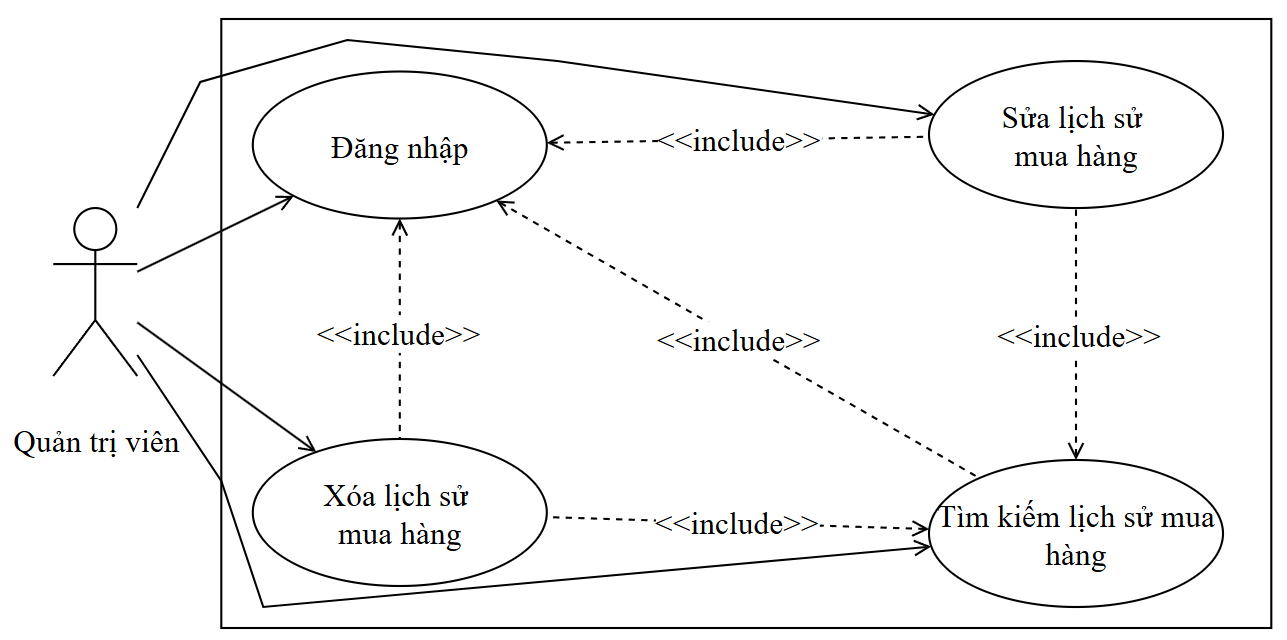 Sửa lịch sử
mua hàng
Đăng nhập
<<include>>
<<include>>
<<include>>
<<include>>
Quản trị viên
Xóa lịch sử
mua hàng
<<include>>
Tìm kiếm lịch sử mua
hàng